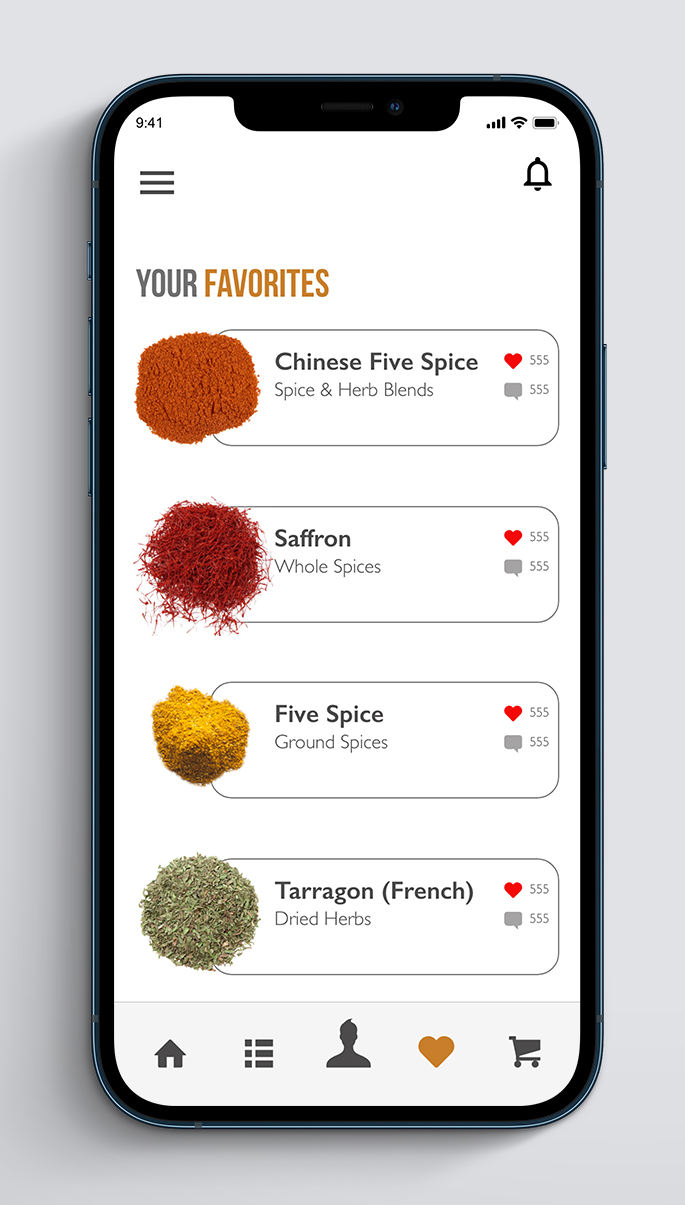 9:41
YOUR FAVORITES
Chinese Five Spice
555
Spice & Herb Blends
555
Saffron
555
Whole Spices
555
Five Spice
555
Ground Spices
555
Tarragon (French)
555
Dried Herbs
555